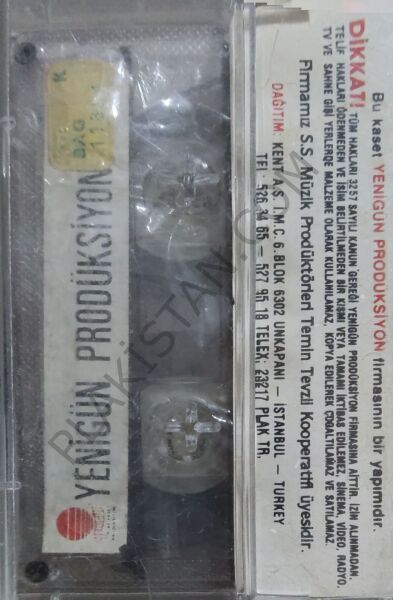 Bu kaset YENİGÜN PRODÜKSİYON firmasının bir yapımıdır.
DİKKAT! TÜM HAKLARI 3257 SAYILI KANUN GEREĞİ YENİGÜN PRODÜKSİYON FİRMASINA AİTTİR. İZİN ALINMADAN,
TELİF HAKLARI ÖDENMEDEN VE İSİM BELİRTİLMEDEN BİR KISMI VEYA TAMAMI İKTİBAS EDİLEMEZ, SİNEMA, VİDEO, RADYO,
TV VE SAHNE GİBİ YERLERDE MALZEME OLARAK KULLANILAMAZ, KOPYA EDİLEREK ÇOĞALTILAMAZ VE SATILAMAZ.
Firmamız S.S. Müzik Prodüktörleri Temin Tevzii Kooperatifi üyesidir.
DAĞITIM: KENT A.Ş. İ.M.Ç. 6. BLOK 6302 UNKAPANI – İSTANBUL – TURKEY
TEL: 526 34 65 – 527 95 18 TELEX: 23217 PLAK TR.
YENİGÜN PRODÜKSİYON
K
PLAKISTAN.COM